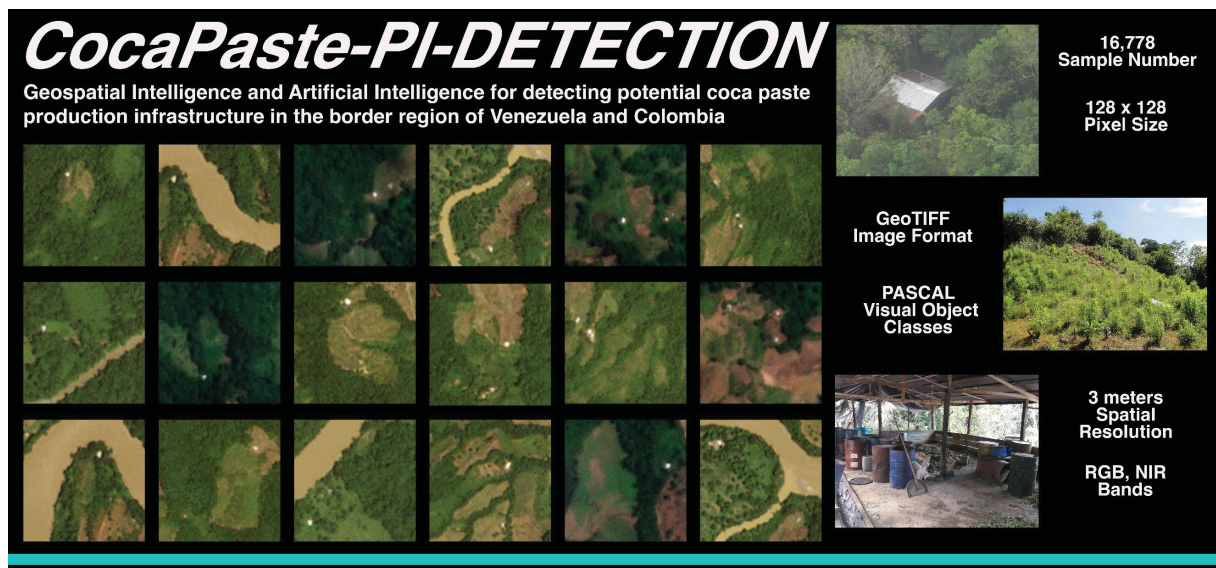 CocaPaste-PI-DETECTION
Geospatial Intelligence and Artificial Intelligence for detecting potential coca paste
production infrastructure in the border region of Venezuela and Colombia
16,778
Sample Number
128 x 128
Pixel Size
GeoTIFF
Image Format
PASCAL
Visual Object
Classes
3 meters
Spatial
Resolution
RGB, NIR
Bands